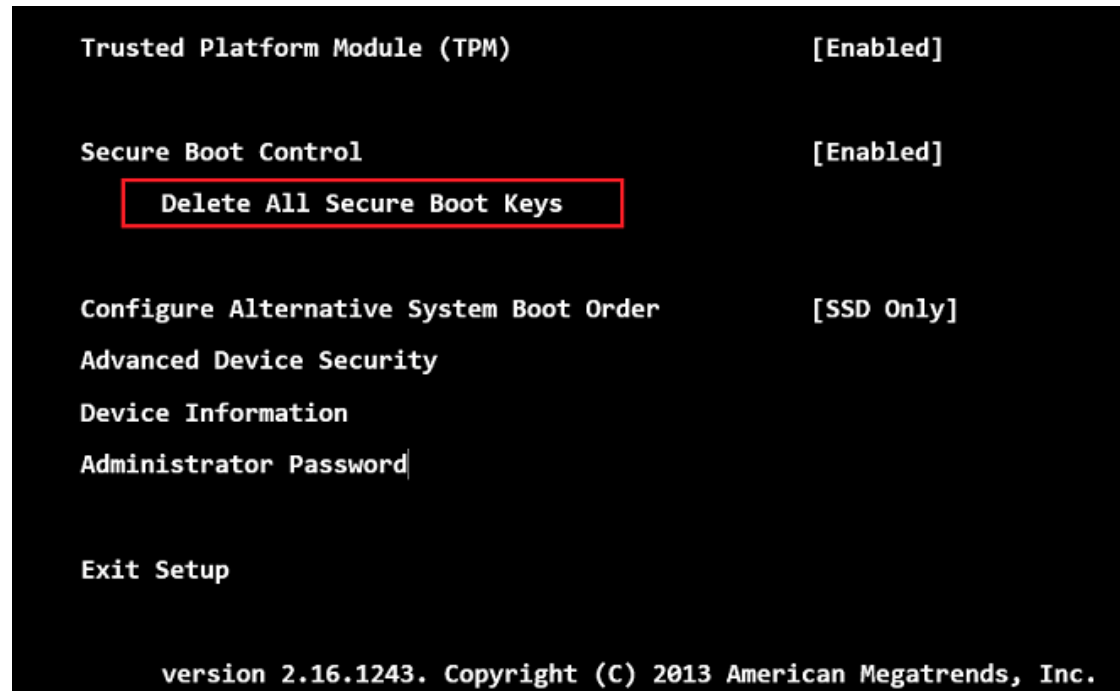 Trusted Platform Module (TPM) [Enabled]
Secure Boot Control [Enabled]
Delete All Secure Boot Keys
Configure Alternative System Boot Order [SSD Only]
Advanced Device Security
Device Information
Administrator Password
Exit Setup
version 2.16.1243. Copyright (C) 2013 American Megatrends, Inc.